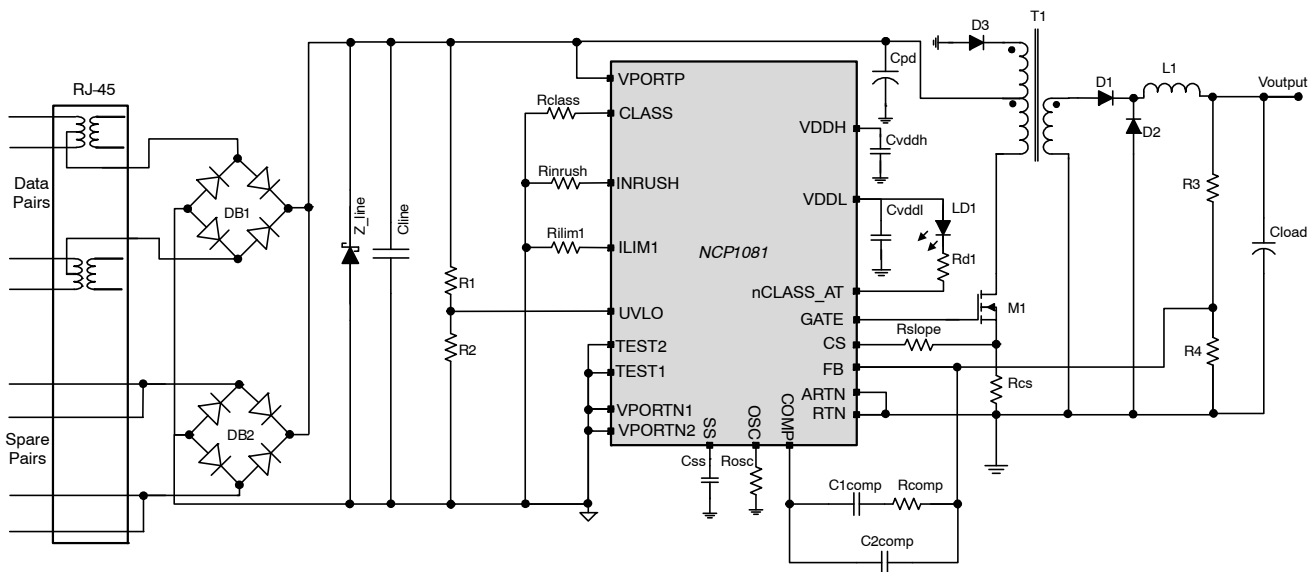 T1
D3
Cpd
L1
D1
Voutput
RJ-45
VPORTP
Rclass
CLASS
VDDH
Cvddh
D2
Data
Pairs
DB1
Z_line
Cline
Rinrush
INRUSH
R3
VDDL
Cvddl
LD1
Rilim1
ILIM1
NCP1081
Cload
Rd1
R1
nCLASS_AT
UVLO
GATE
M1
Rslope
R2
TEST2
CS
R4
TEST1
FB
Rcs
ARTN
VPORTN1
RTN
VPORTN2
SS
OSC
COMP
Spare
Pairs
DB2
Css
Rosc
C1comp
Rcomp
C2comp